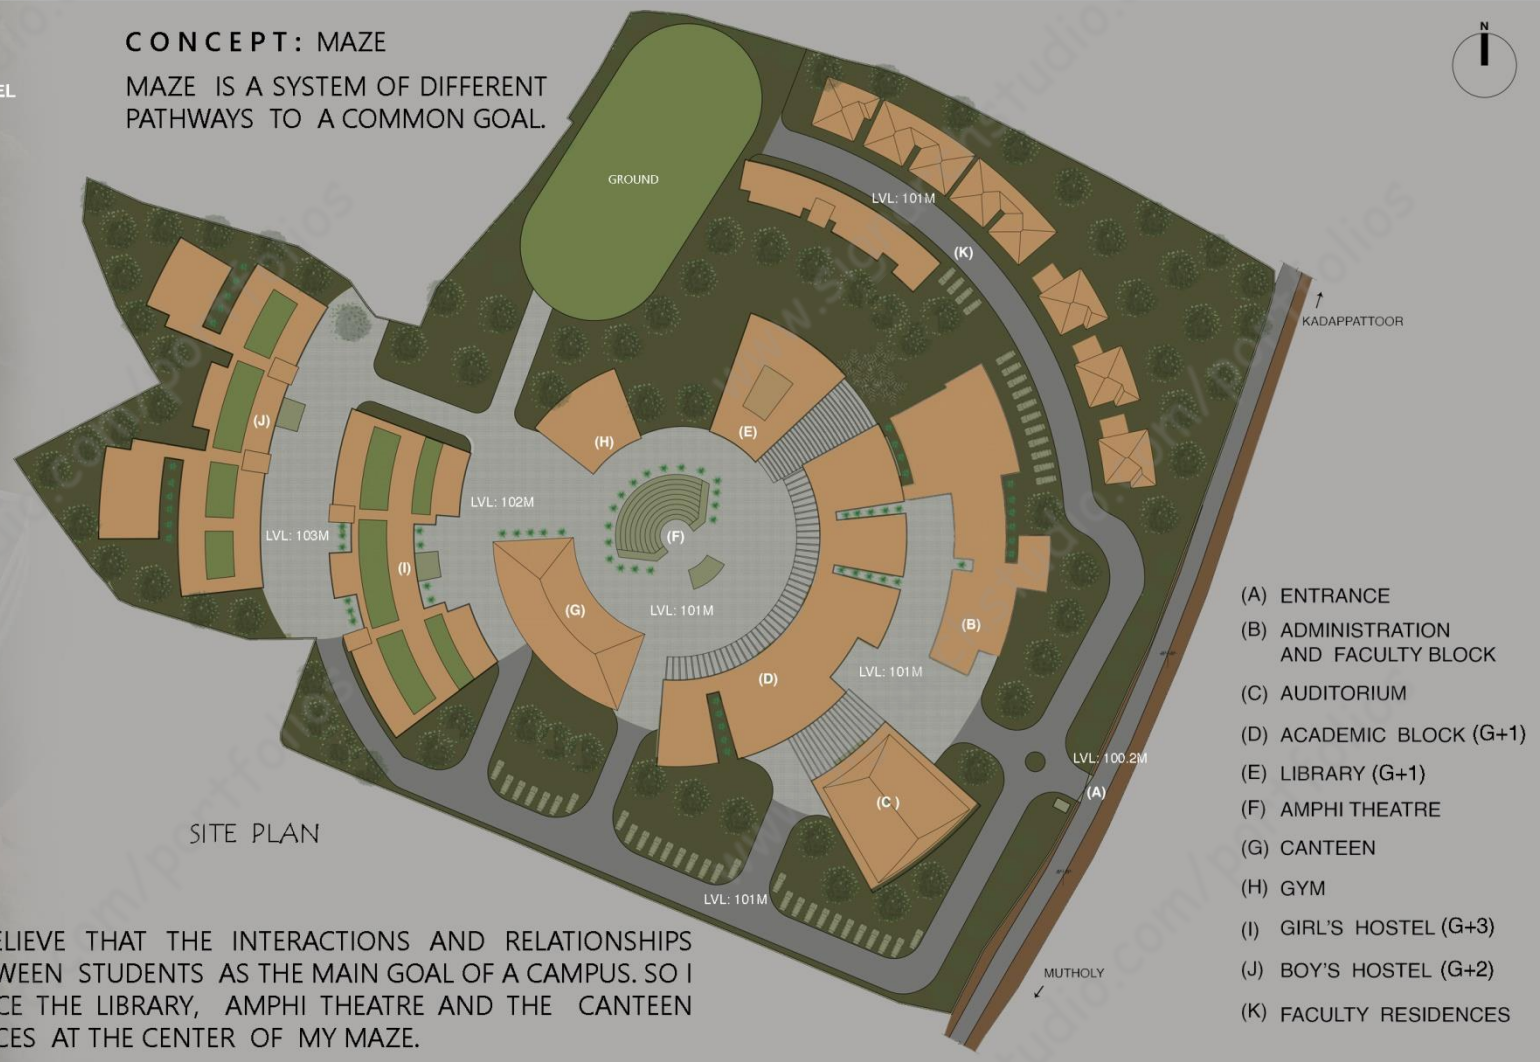 CONCEPT: MAZE
MAZE IS A SYSTEM OF DIFFERENT
PATHWAYS TO A COMMON GOAL.
EL
N
GROUND
LVL: 101M
(K)
KADAPPATTOOR
(J)
(H)
(E)
LVL: 102M
LVL: 103M
(F)
(I)
(G)
LVL: 101M
(B)
LVL: 101M
(D)
LVL: 100.2M
(A)
(C )
LVL: 101M
MUTHOLY
SITE PLAN
(A) ENTRANCE
(B) ADMINISTRATION
AND FACULTY BLOCK
(C) AUDITORIUM
(D) ACADEMIC BLOCK (G+1)
(E) LIBRARY (G+1)
(F) AMPHI THEATRE
(G) CANTEEN
(H) GYM
(I) GIRL'S HOSTEL (G+3)
(J) BOY'S HOSTEL (G+2)
(K) FACULTY RESIDENCES
ELIEVE THAT THE INTERACTIONS AND RELATIONSHIPS
WEEN STUDENTS AS THE MAIN GOAL OF A CAMPUS. SO I
CE THE LIBRARY, AMPHI THEATRE AND THE CANTEEN
CES AT THE CENTER OF MY MAZE.